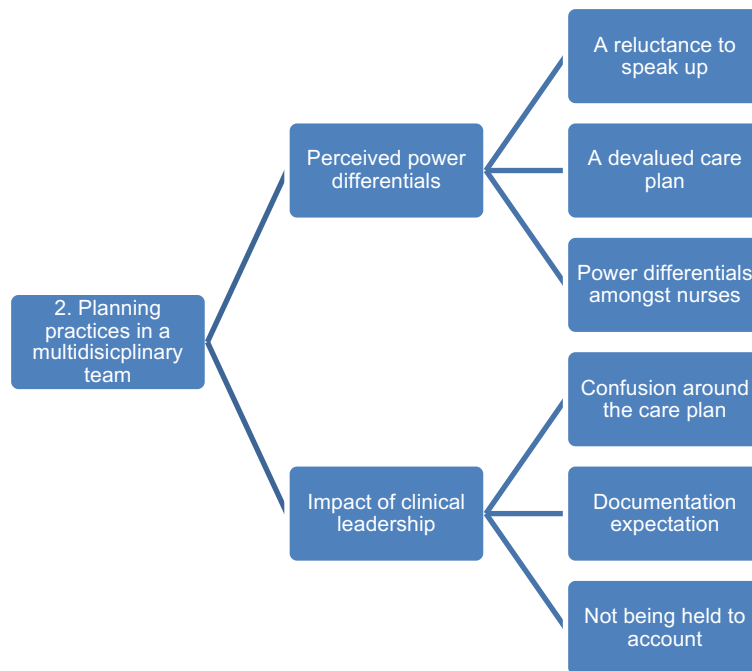 A reluctance to
speak up
Perceived power
differentials
A devalued care
plan
Power differentials
amongst nurses
2. Planning
practices in a
multidisicplinary
team
Confusion around
the care plan
Impact of clinical
leadership
Documentation
expectation
Not being held to
account